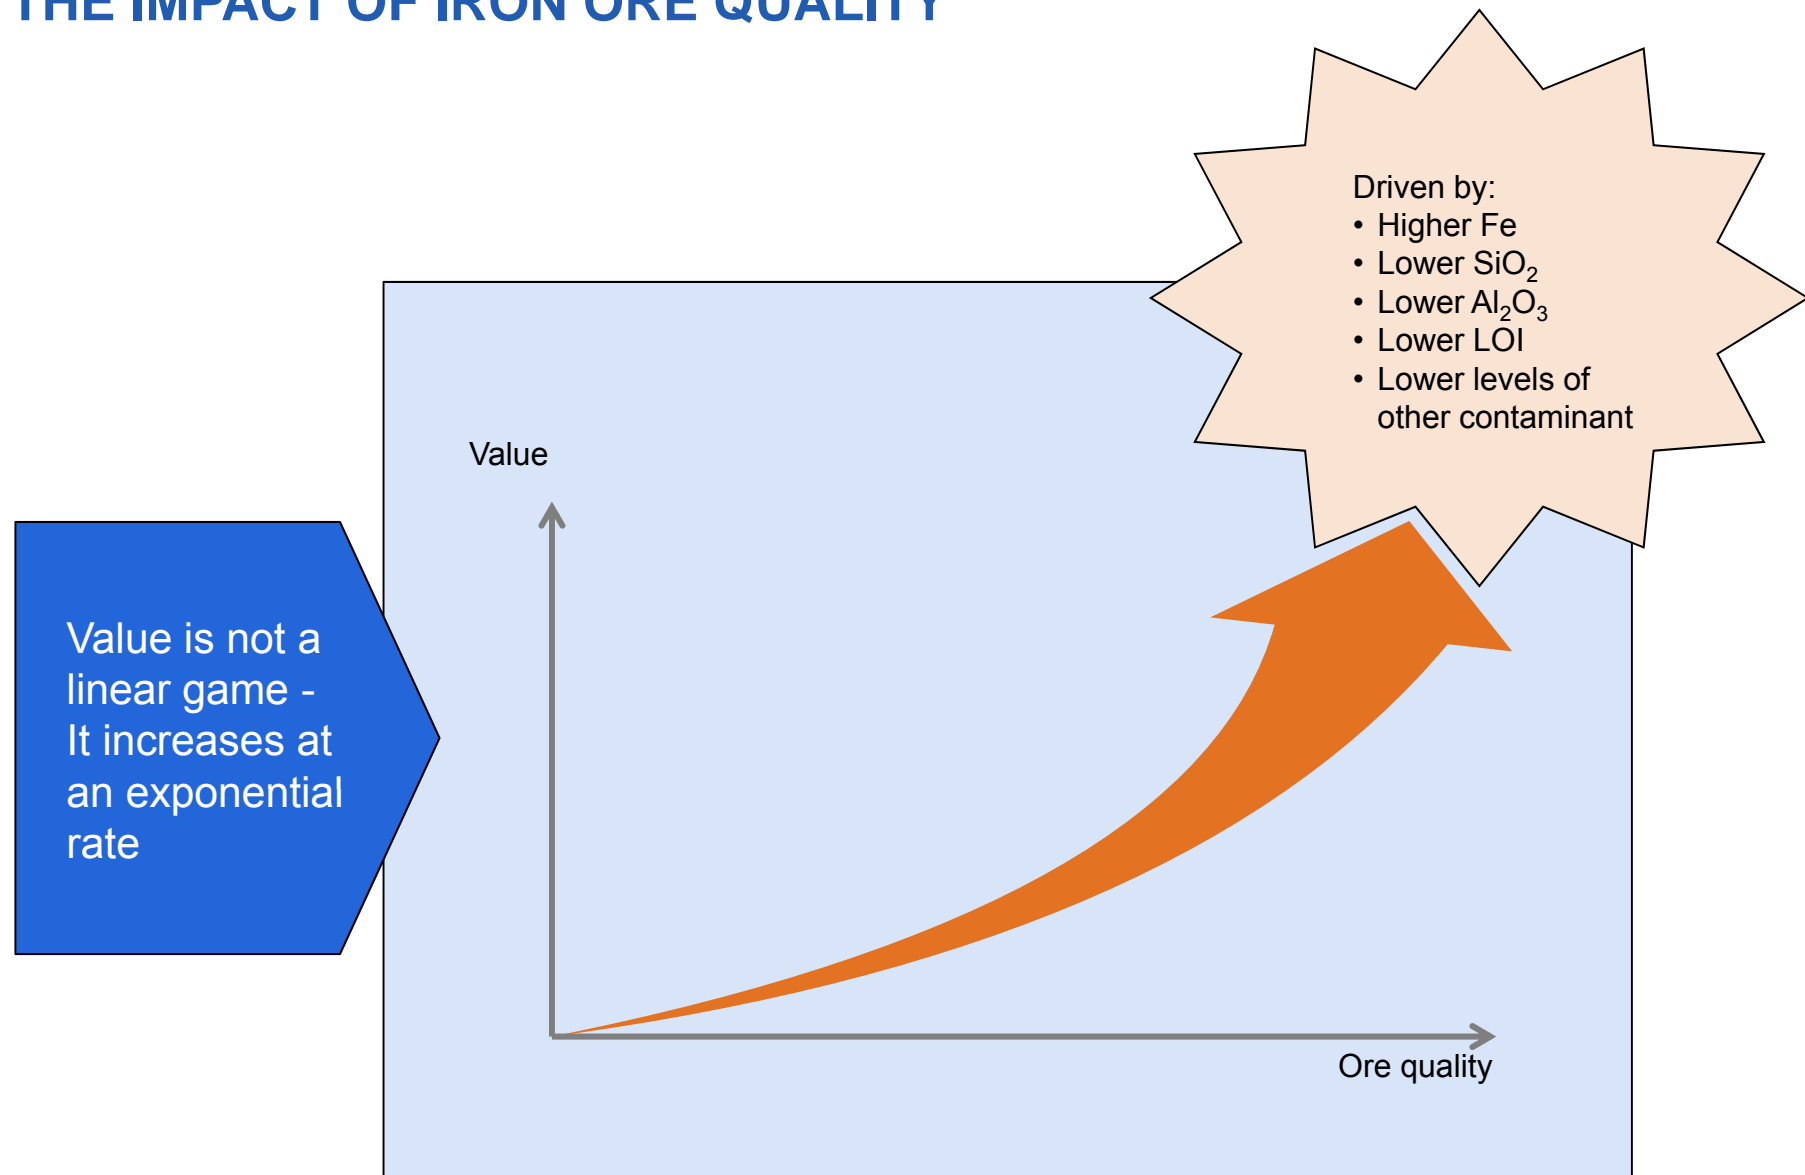 THE IMPACT OF IRON ORE QUALITY
Driven by:
• Higher Fe
• Lower SiO₂
• Lower Al₂O₃
• Lower LOI
• Lower levels of
other contaminant
Value
Value is not a
linear game -
It increases at
an exponential
rate
Ore quality